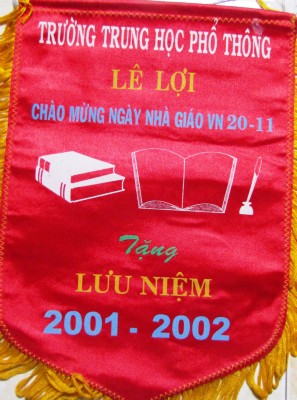 TRƯỜNG TRUNG HỌC PHỔ THÔNG
LÊ LỢI
CHÀO MỪNG NGÀY NHÀ GIÁO VN 20-11
Tặng
LƯU NIỆM
2001 - 2002